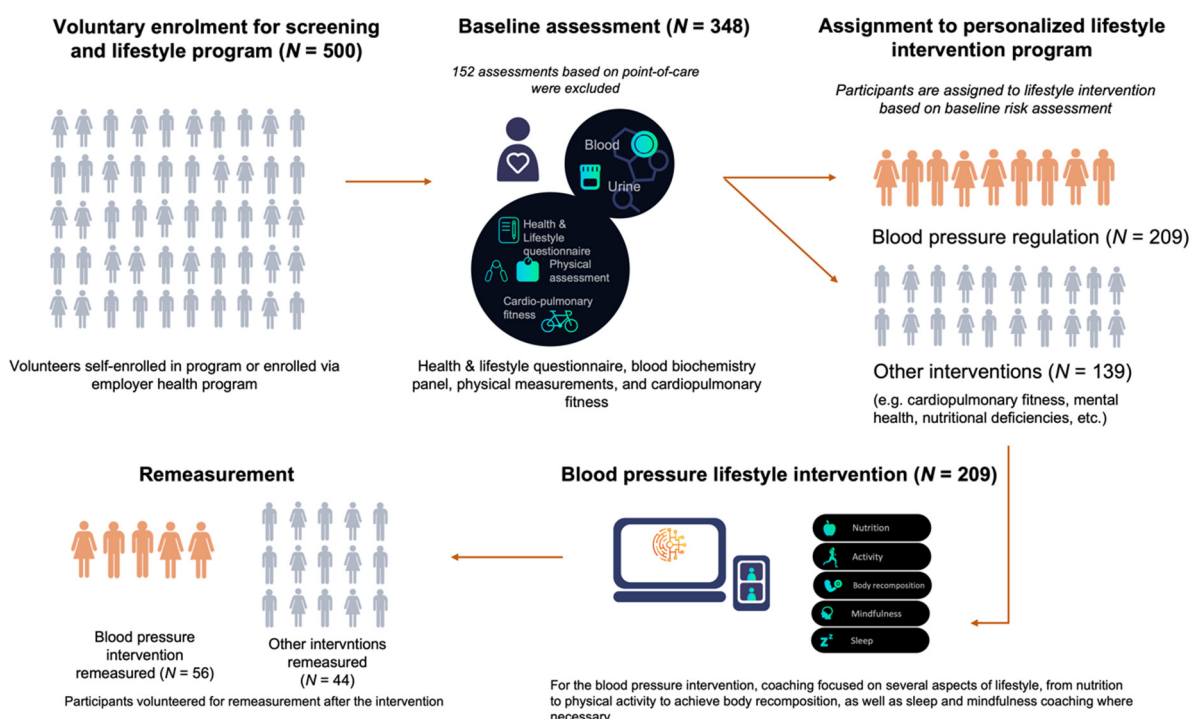 Voluntary enrolment for screening
and lifestyle program (N = 500)
Volunteers self-enrolled in program or enrolled via
employer health program
Baseline assessment (N = 348)
152 assessments based on point-of-care
were excluded
Blood
Urine
Health &
Lifestyle
questionnaire
Physical
assessment
Cardio-pulmonary
fitness
Health & lifestyle questionnaire, blood biochemistry
panel, physical measurements, and cardiopulmonary
fitness
Assignment to personalized lifestyle
intervention program
Participants are assigned to lifestyle intervention
based on baseline risk assessment
Blood pressure regulation (N = 209)
Other interventions (N = 139)
(e.g. cardiopulmonary fitness, mental
health, nutritional deficiencies, etc.)
Blood pressure lifestyle intervention (N = 209)
Nutrition
Activity
Body recomposition
Mindfulness
z z
Sleep
For the blood pressure intervention, coaching focused on several aspects of lifestyle, from nutrition
to physical activity to achieve body recomposition, as well as sleep and mindfulness coaching where
necessary
Remeasurement
Blood pressure
intervention
remeasured (N = 56)
Other intervntions
remeasured
(N = 44)
Participants volunteered for remeasurement after the intervention